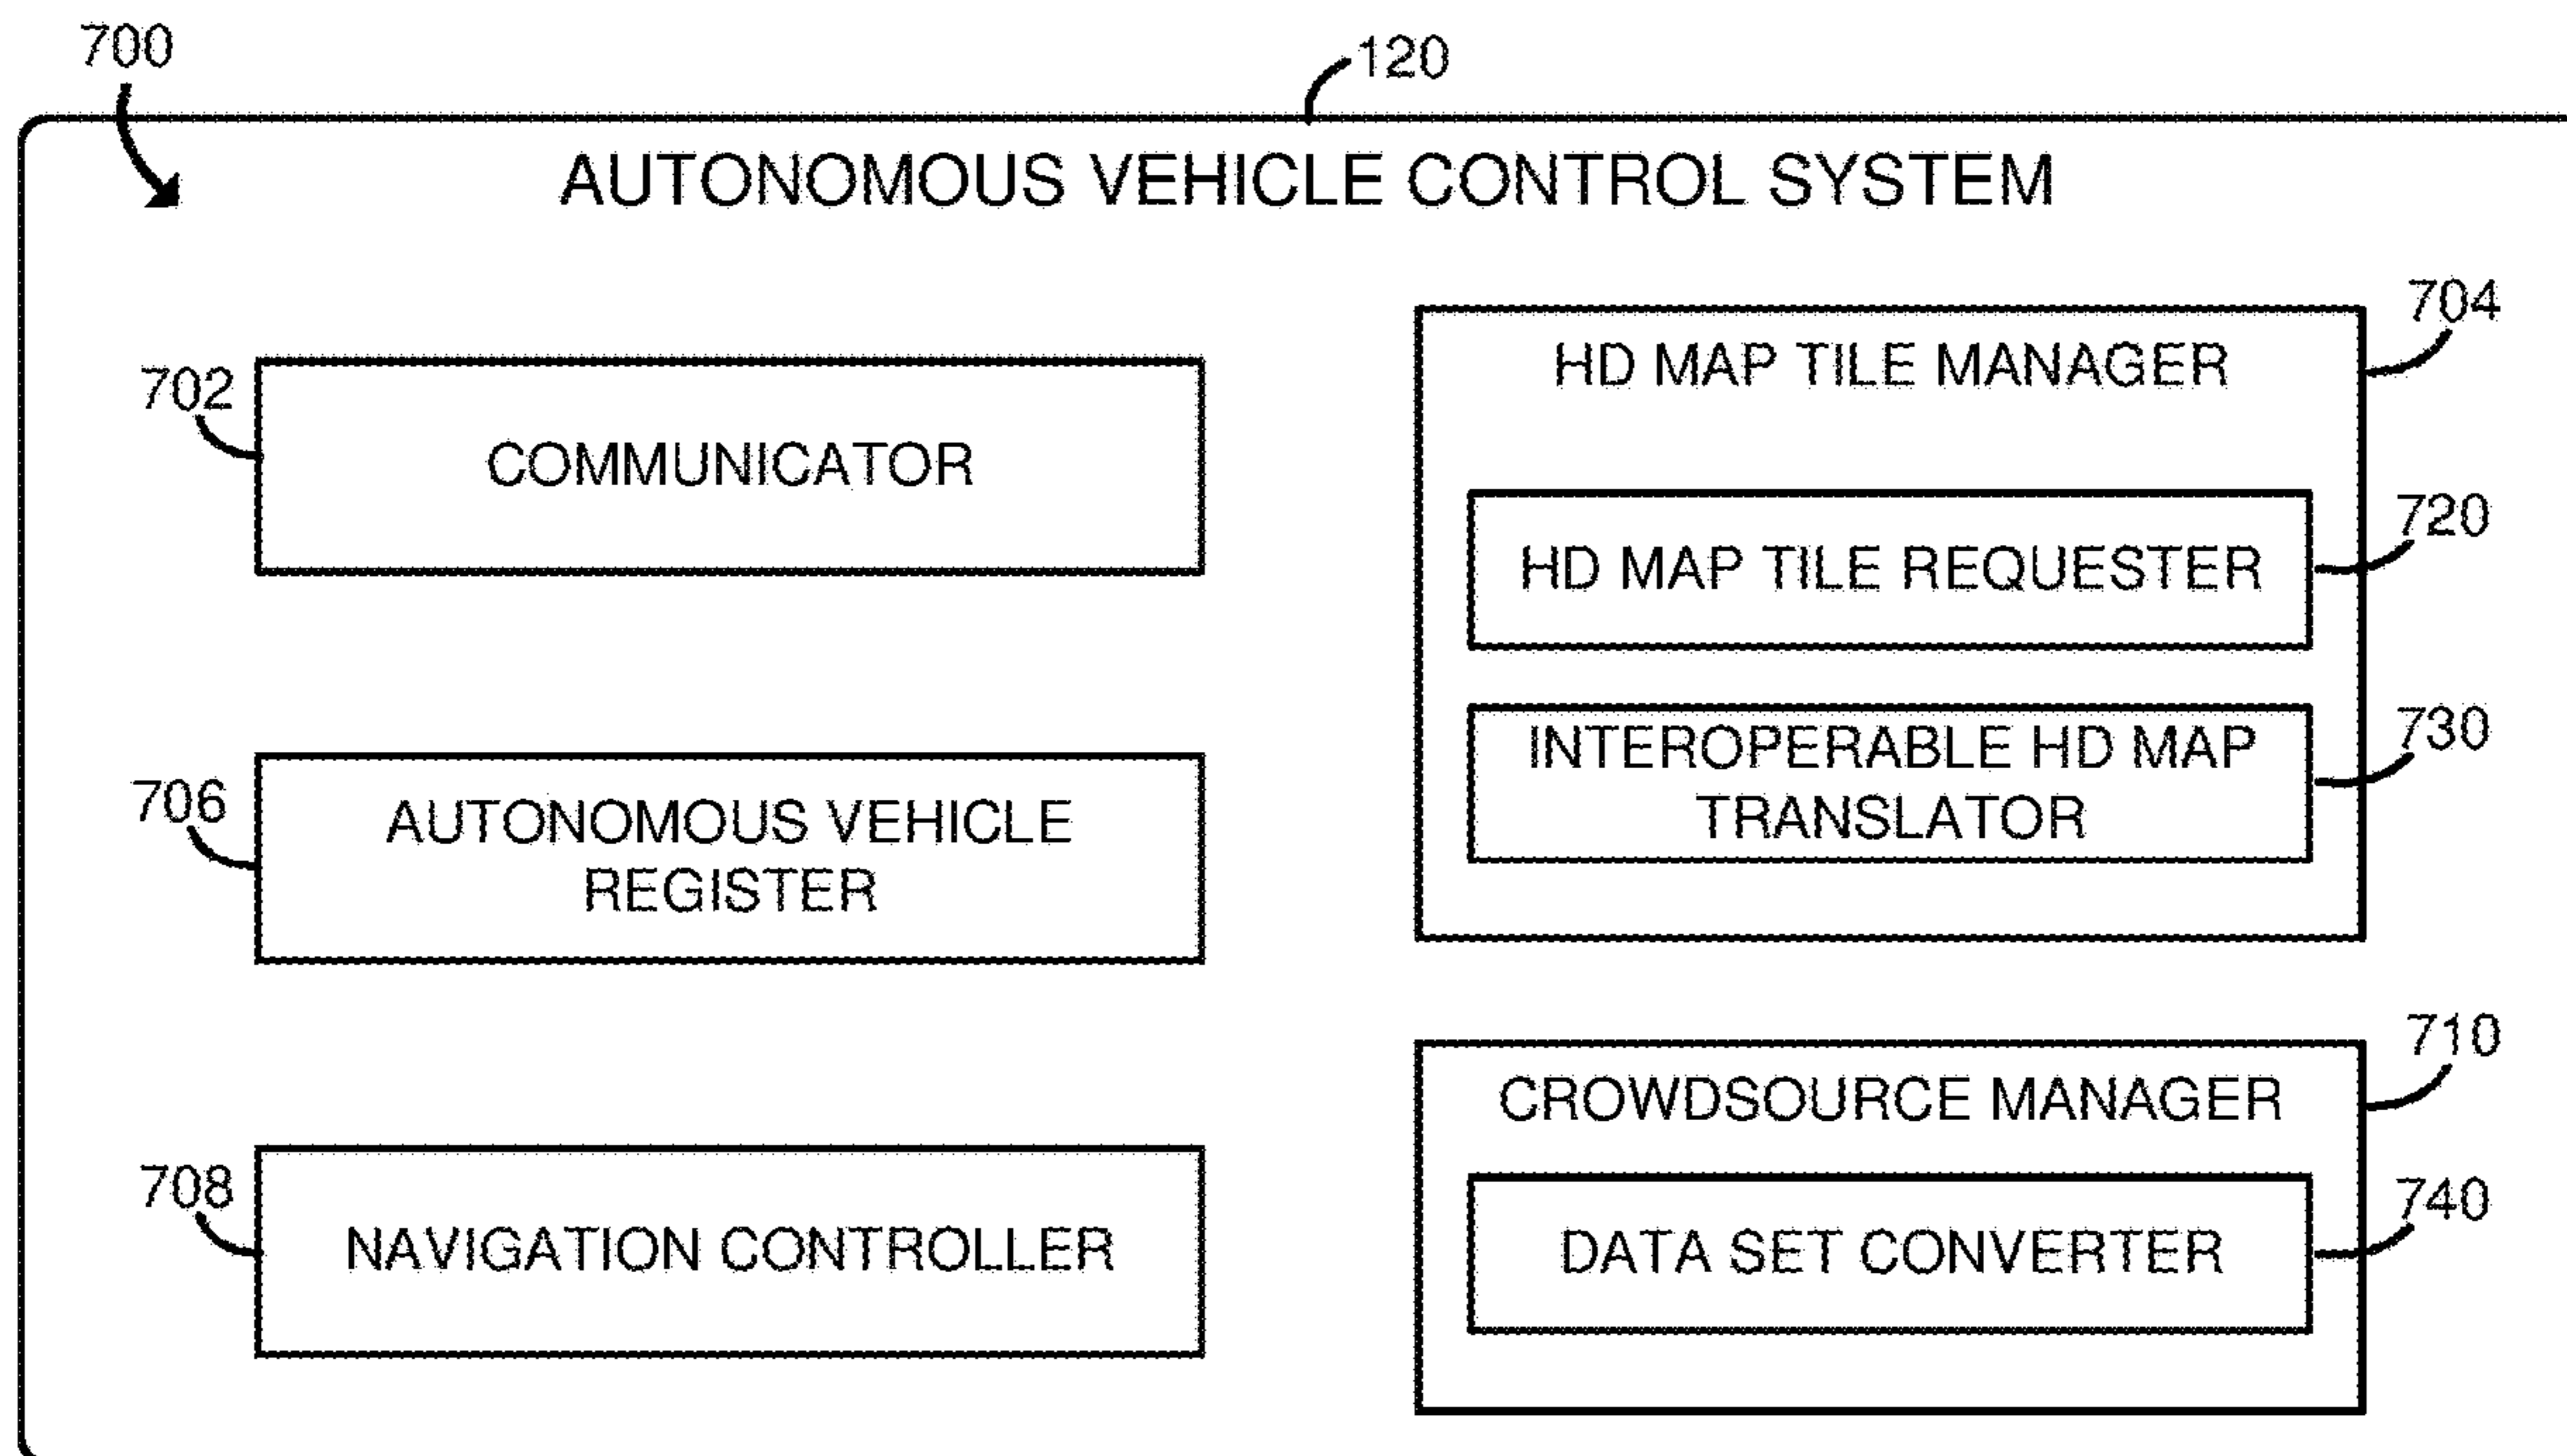 700
120
AUTONOMOUS VEHICLE CONTROL SYSTEM
702
COMMUNICATOR
704
HD MAP TILE MANAGER
720
HD MAP TILE REQUESTER
730
INTEROPERABLE HD MAP
TRANSLATOR
706
AUTONOMOUS VEHICLE
REGISTER
708
NAVIGATION CONTROLLER
710
CROWDSOURCE MANAGER
740
DATA SET CONVERTER